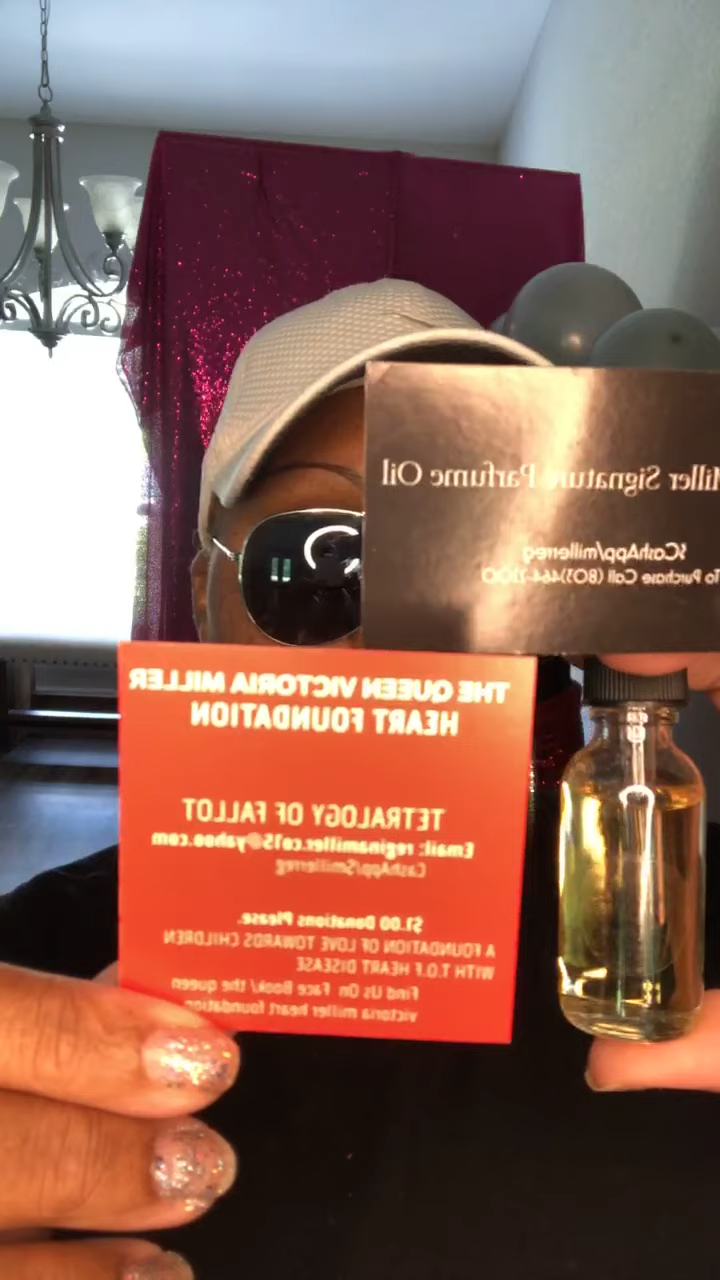 Miller Signature Parfume Oil
$CashApp/millerreg
To Purchase Call (803)464-
THE QUEEN VICTORIA MILLER
HEART FOUNDATION
TETRALOGY OF FALLOT
Email: reginamiller.co15@yahoo.com
CashApp/$millerreg
$1.00 Donations Please.
A FOUNDATION OF LOVE TOWARDS CHILDREN
WITH T.O.F HEART DISEASE
Find Us On Face Book/ the queen
victoria miller heart foundation